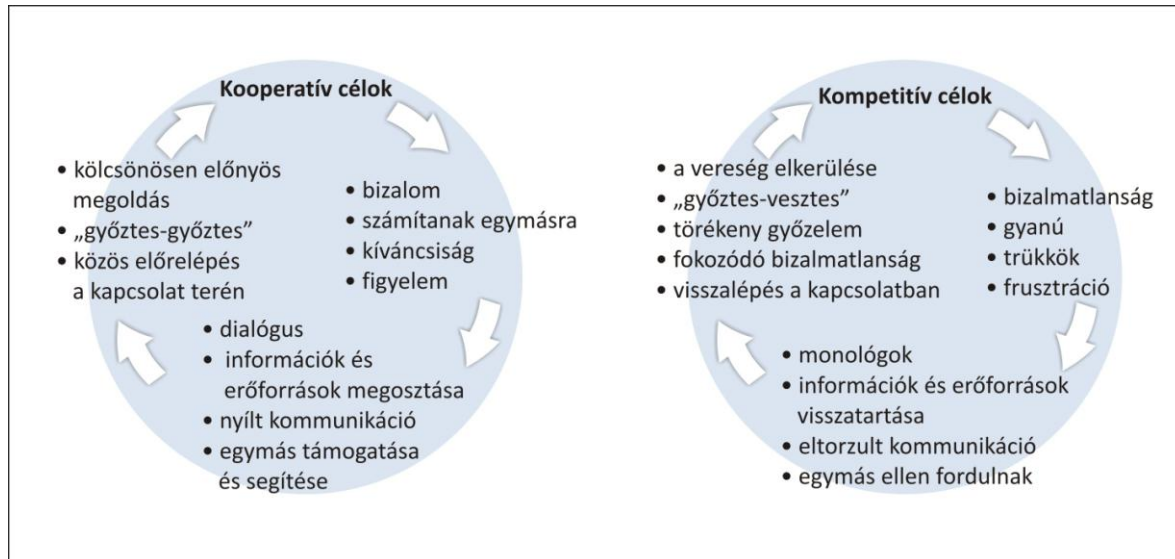 Kooperatív célok
• kölcsönösen előnyös
megoldás
• „győztes-győztes”
• közös előrelépés
a kapcsolat terén
• bizalom
• számítanak egymásra
• kíváncsiság
• figyelem
• dialógus
• információk és
erőforrások megosztása
• nyílt kommunikáció
• egymás támogatása
és segítése
Kompetitív célok
• a vereség elkerülése
• „győztes-vesztes”
• törékeny győzelem
• fokozódó bizalmatlanság
• visszalépés a kapcsolatban
• bizalmatlanság
• gyanú
• trükkök
• frusztráció
• monológok
• információk és erőforrások
visszatartása
• eltorzult kommunikáció
• egymás ellen fordulnak